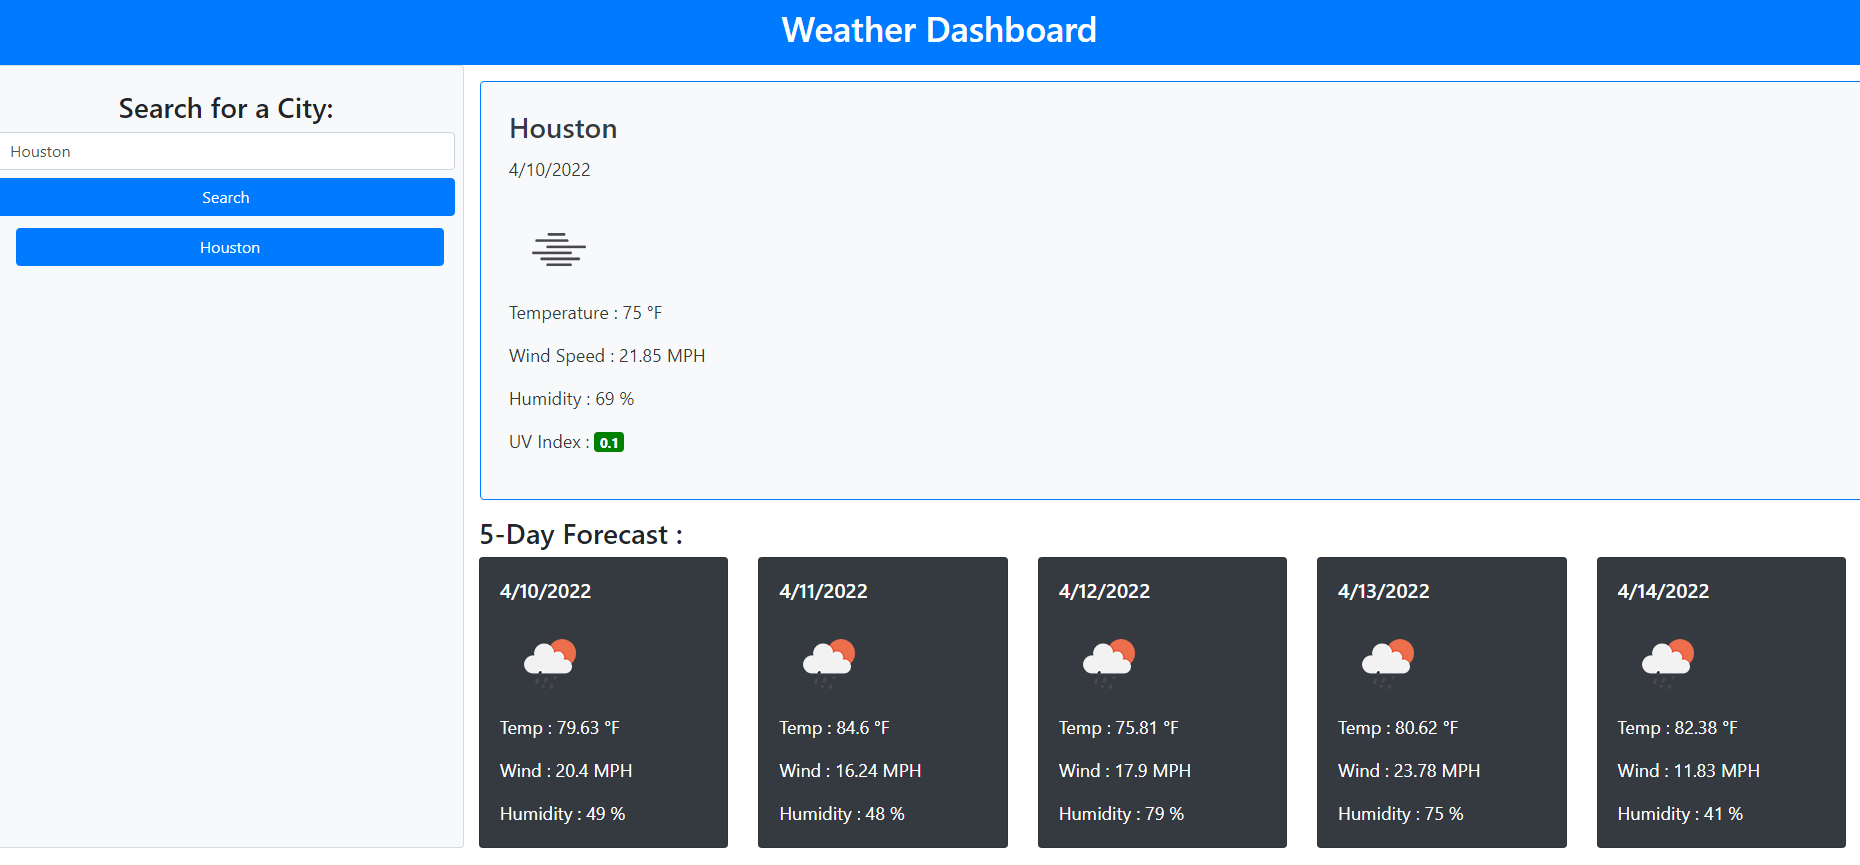 Weather Dashboard
Search for a City:
Houston
Search
Houston
Houston
4/10/2022
Temperature : 75 °F
Wind Speed : 21.85 MPH
Humidity : 69 %
UV Index : 0.1
5-Day Forecast :
4/10/2022
Temp : 79.63 °F
Wind : 20.4 MPH
Humidity : 49 %
4/11/2022
Temp : 84.6 °F
Wind : 16.24 MPH
Humidity : 48 %
4/12/2022
Temp : 75.81 °F
Wind : 17.9 MPH
Humidity : 79 %
4/13/2022
Temp : 80.62 °F
Wind : 23.78 MPH
Humidity : 75 %
4/14/2022
Temp : 82.38 °F
Wind : 11.83 MPH
Humidity : 41 %